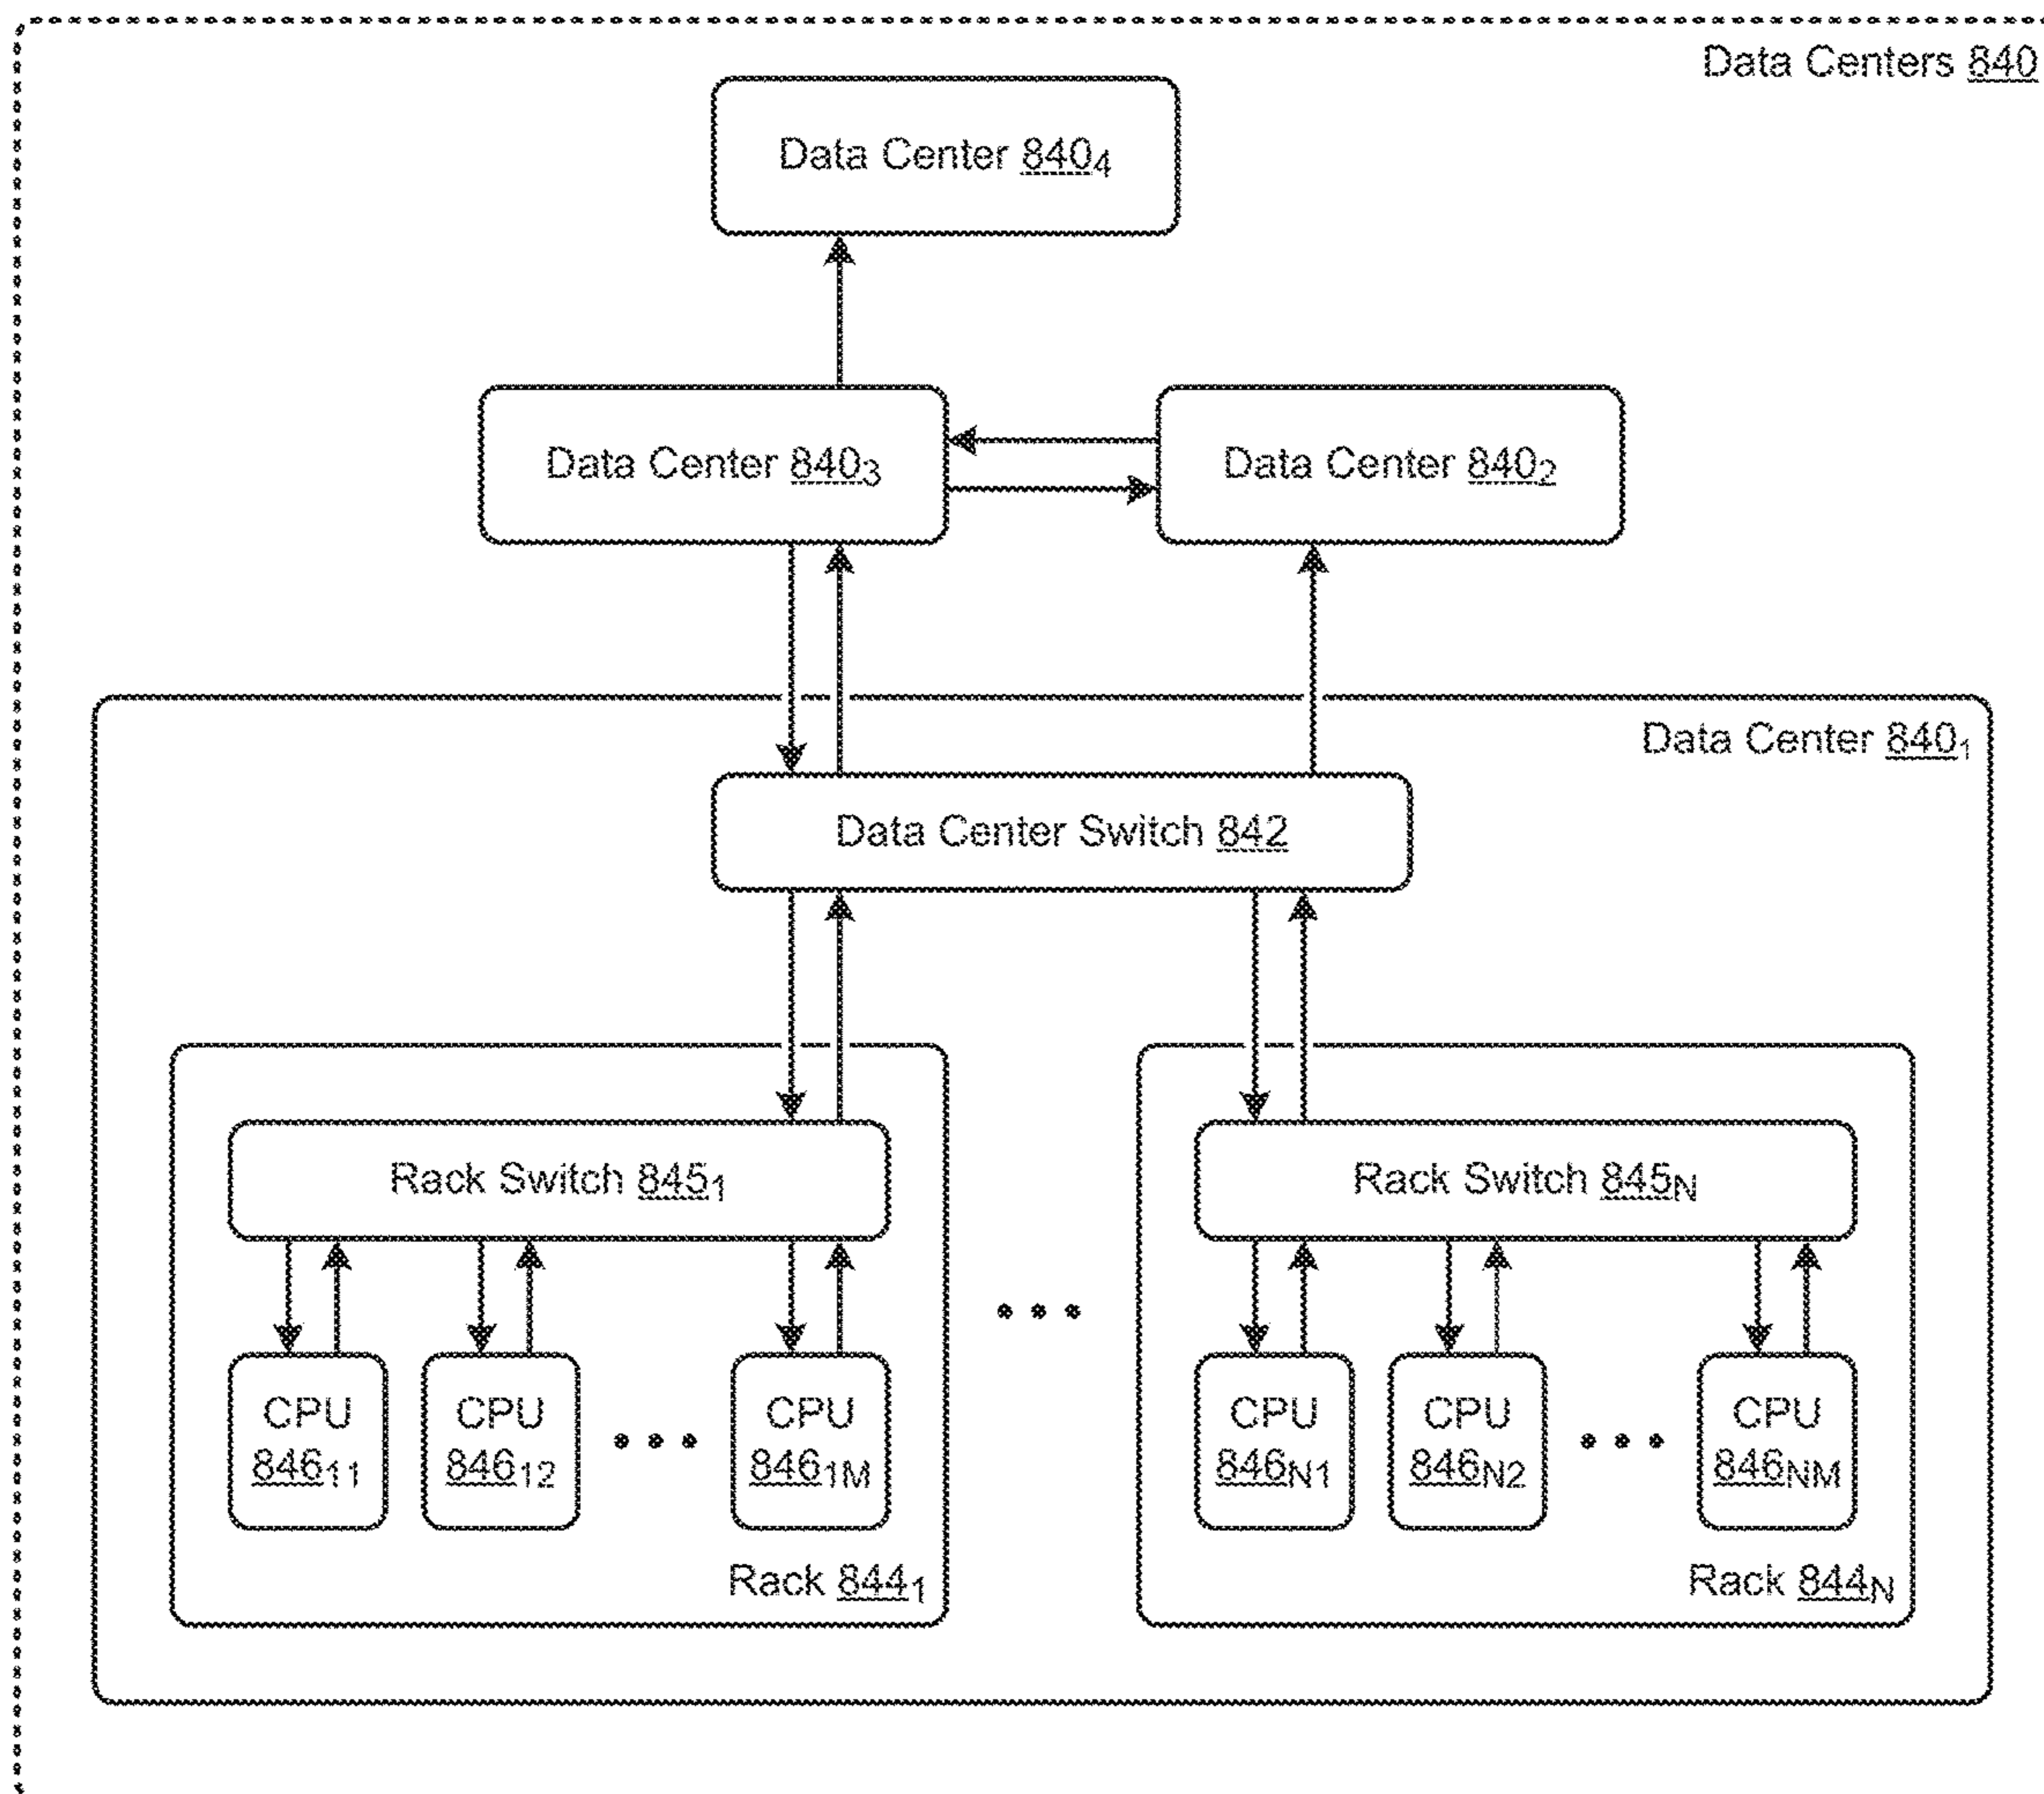 Data Centers 840
Data Center 840₄
Data Center 840₃
Data Center 840₂
Data Center 840₁
Data Center Switch 842
Rack Switch 845₁
Rack Switch 845N
CPU
846₁₁
CPU
846₁₂
CPU
846₁M
CPU
846N₁
CPU
846N₂
CPU
846NM
Rack 844₁
Rack 844N